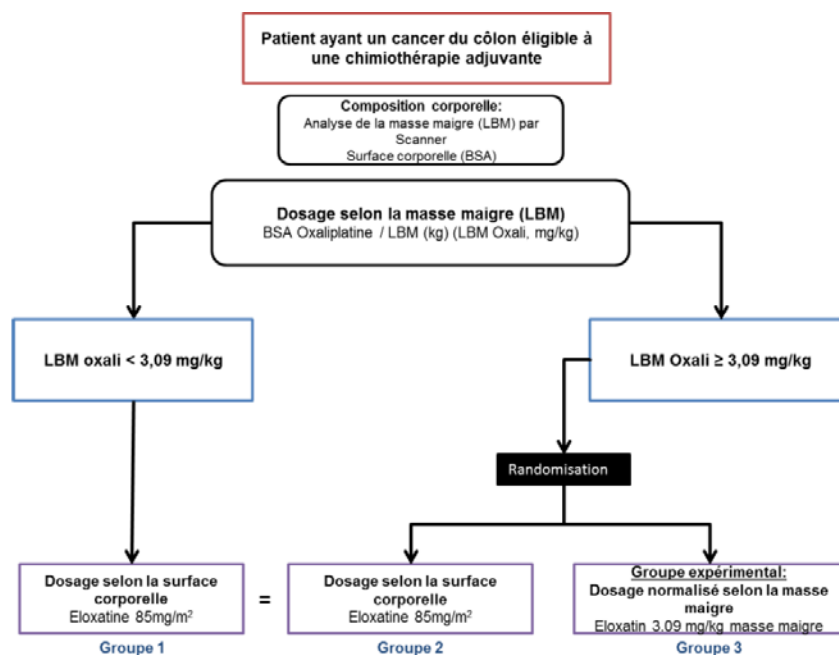 Patient ayant un cancer du côlon éligible à
une chimiothérapie adjuvante
Composition corporelle:
Analyse de la masse maigre (LBM) par
Scanner
Surface corporelle (BSA)
Dosage selon la masse maigre (LBM)
BSA Oxaliplatine / LBM (kg) (LBM Oxali, mg/kg)
LBM oxali < 3,09 mg/kg
LBM Oxali ≥ 3,09 mg/kg
Randomisation
Dosage selon la surface
corporelle
Eloxatine 85mg/m²
Groupe 1
=
Dosage selon la surface
corporelle
Eloxatine 85mg/m²
Groupe 2
Groupe expérimental:
Dosage normalisé selon la masse
maigre
Eloxatin 3.09 mg/kg masse maigre
Groupe 3